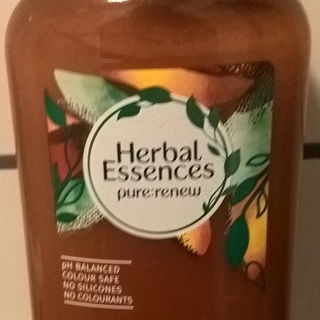 Herbal
Essences
pure:renew
pH BALANCED
COLOUR SAFE
NO SILICONES
NO COLOURANTS